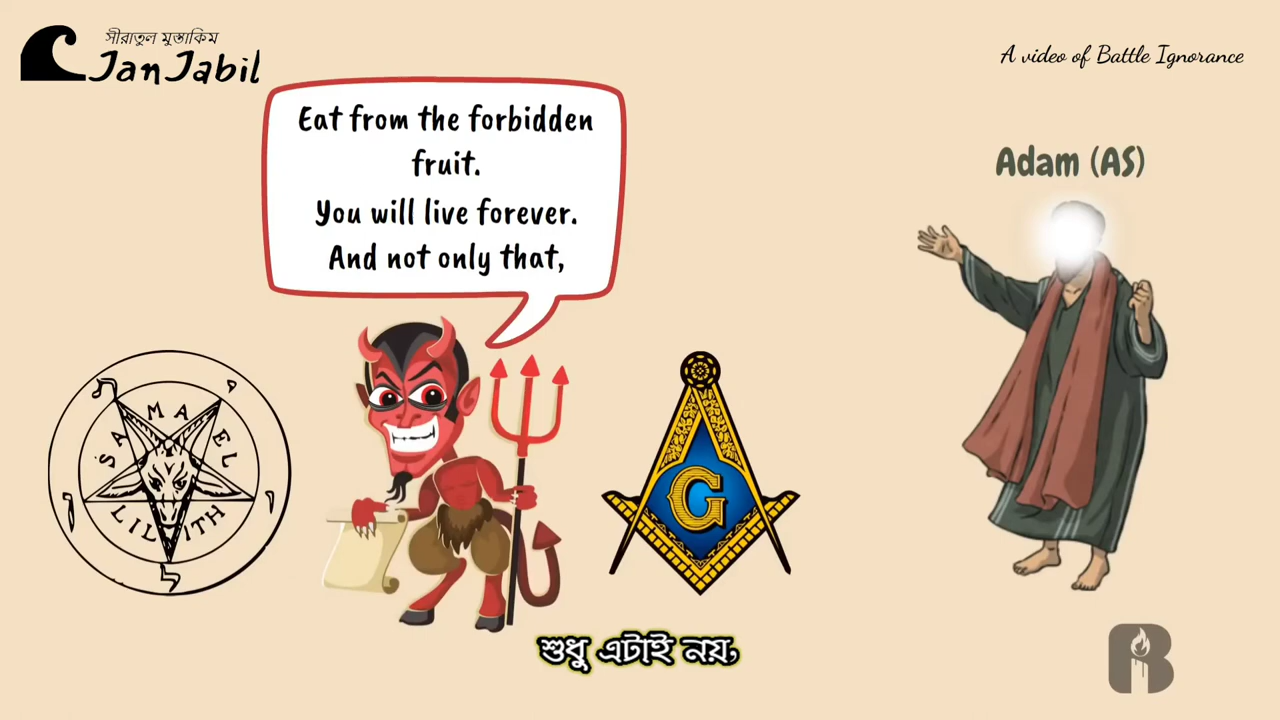 সীরাতুল মুস্তাকিম
JanJabil
A video of Battle Ignorance
Eat from the forbidden
fruit.
You will live forever.
And not only that,
Adam (AS)
SAMAEL
LILITH
G
শুধু এটাই নয়,